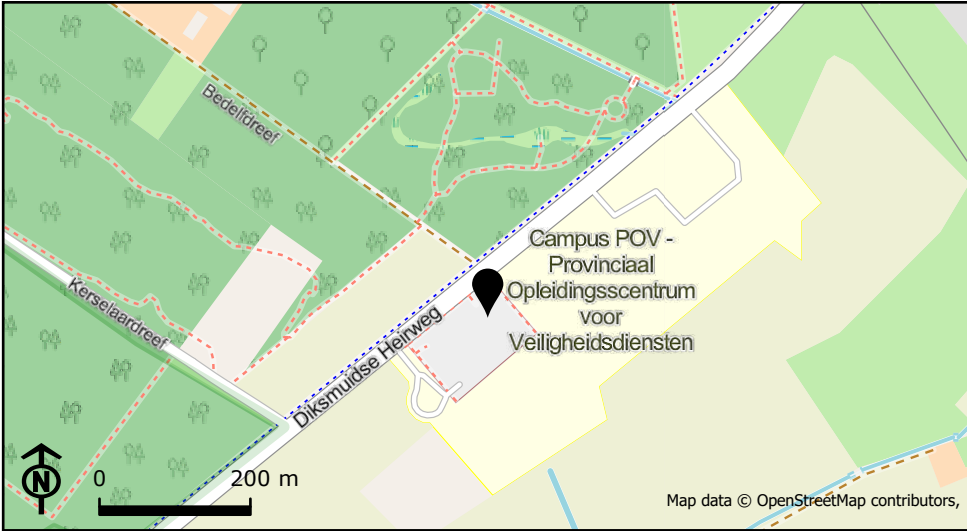 Bedelfdreef
Campus POV -
Provinciaal
Opleidingsscentrum
voor
Veiligheidsdiensten
Kerselaardreef
Diksmuidse Heirweg
N
0
200 m
Map data © OpenStreetMap contributors,